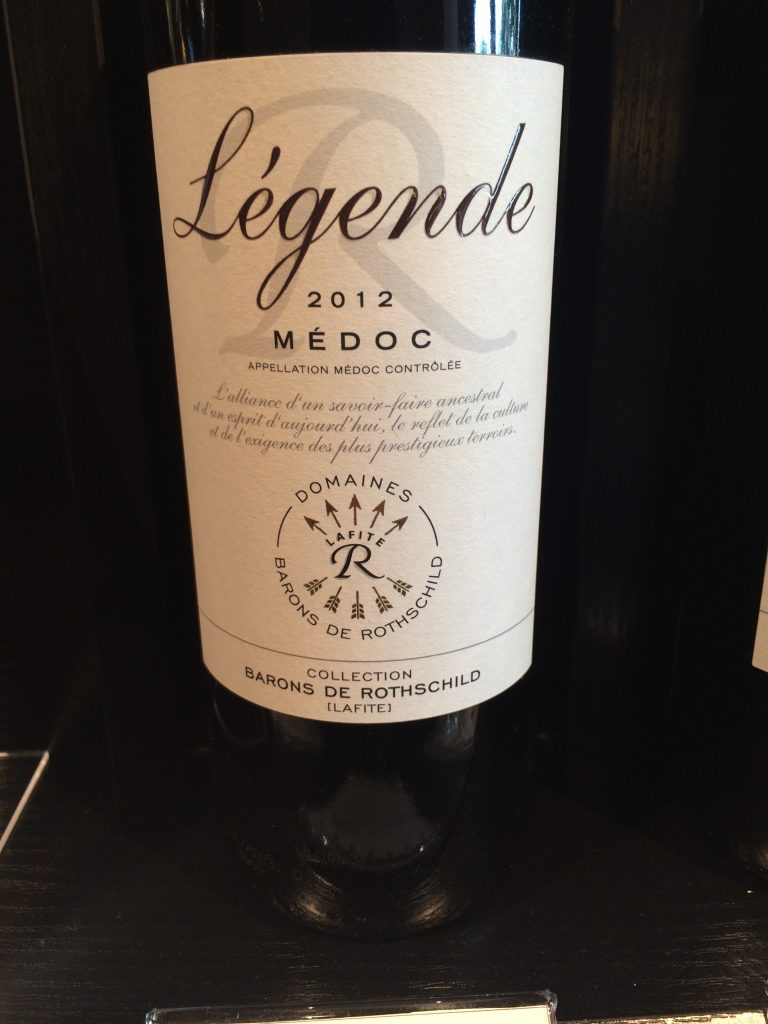 Légende
2012
MÉDOC
APPELLATION MÉDOC CONTRÔLÉE
L'alliance d'un savoir-faire ancestral
et d'un esprit d'aujourd'hui, le reflet de la culture
et de l'exigence des plus prestigieux terroirs.
DOMAINES
LAFITE
R
BARONS DE ROTHSCHILD
COLLECTION
BARONS DE ROTHSCHILD
[LAFITE]